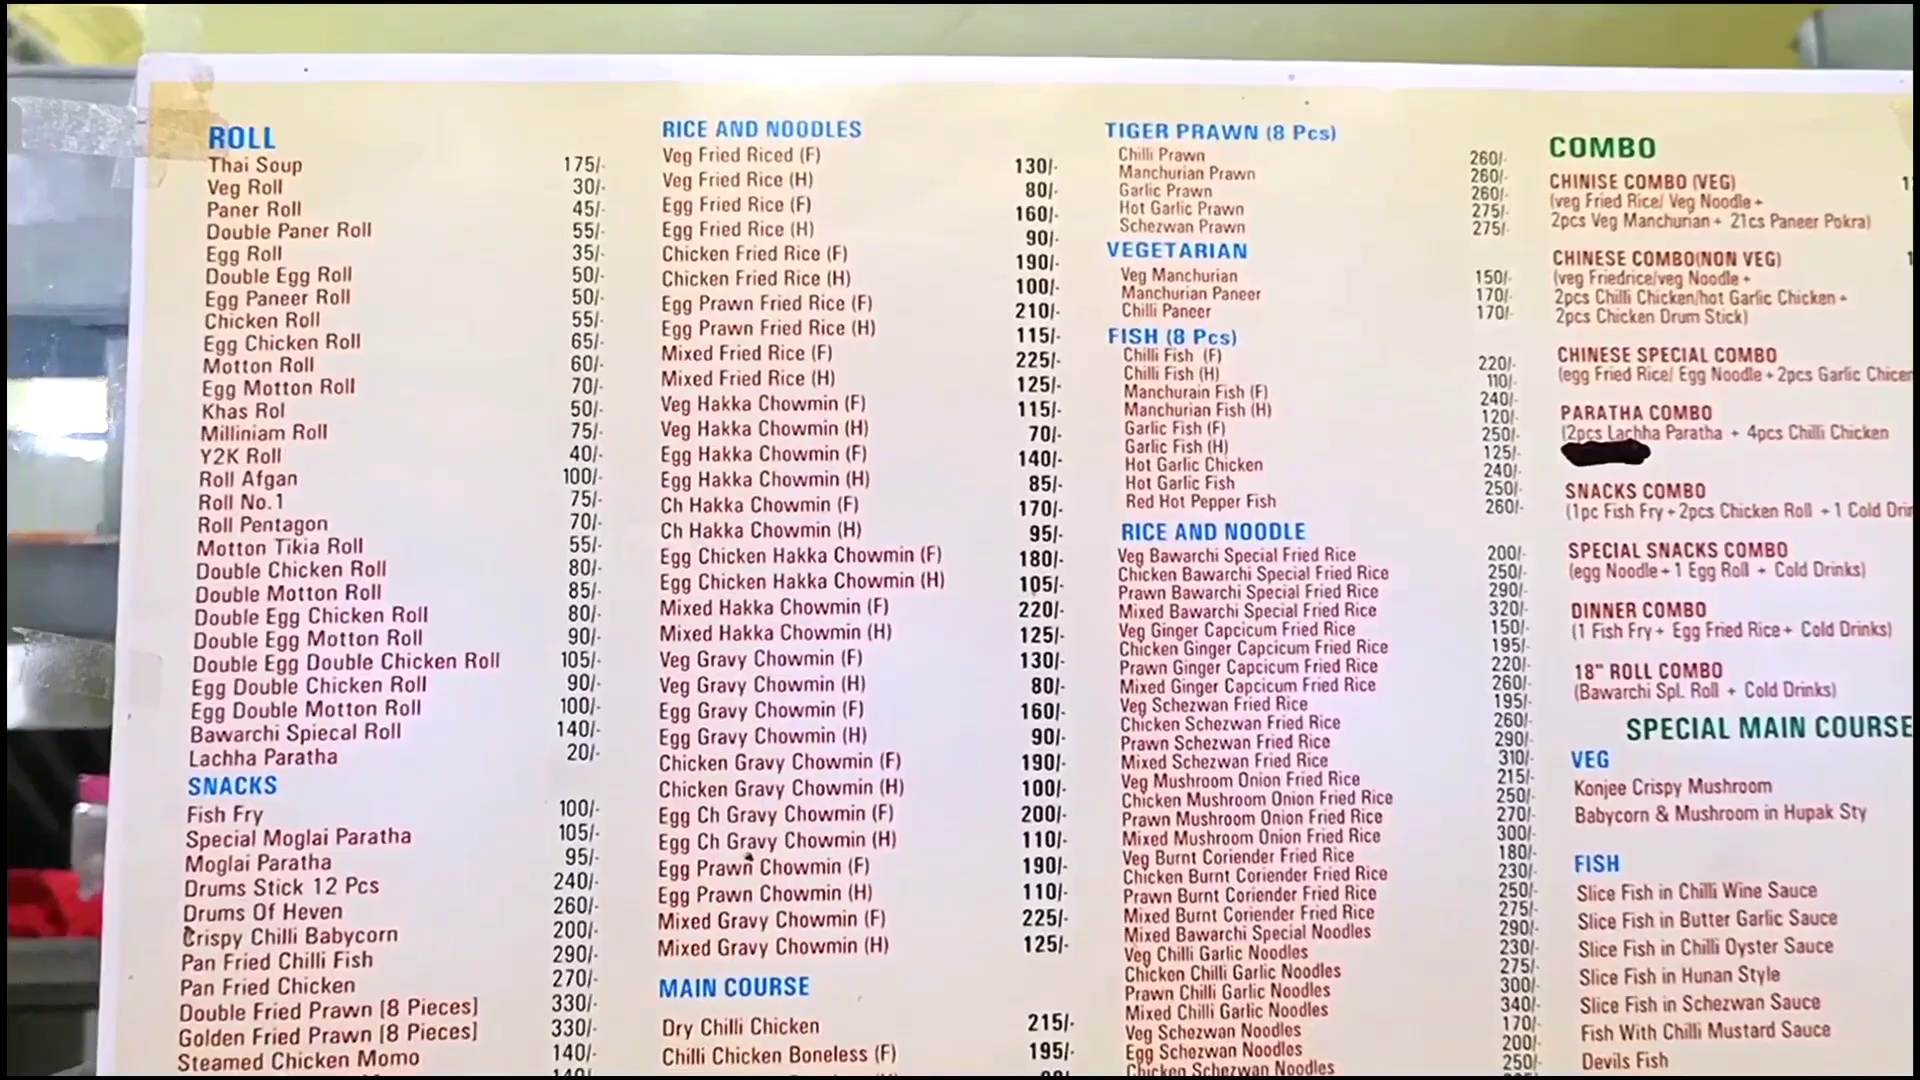 ROLL
Thai Soup 175/-
Veg Roll 30/-
Paner Roll 45/-
Double Paner Roll 55/-
Egg Roll 35/-
Double Egg Roll 50/-
Egg Paneer Roll 50/-
Chicken Roll 55/-
Egg Chicken Roll 65/-
Motton Roll 60/-
Egg Motton Roll 70/-
Khas Rol 50/-
Milliniam Roll 75/-
Y2K Roll 40/-
Roll Afgan 100/-
Roll No.1 75/-
Roll Pentagon 70/-
Motton Tikia Roll 55/-
Double Chicken Roll 80/-
Double Motton Roll 85/-
Double Egg Chicken Roll 80/-
Double Egg Motton Roll 90/-
Double Egg Double Chicken Roll 105/-
Egg Double Chicken Roll 90/-
Egg Double Motton Roll 100/-
Bawarchi Spiecal Roll 140/-
Lachha Paratha 20/-
SNACKS
Fish Fry 100/-
Special Moglai Paratha 105/-
Moglai Paratha 95/-
Drums Stick 12 Pcs 240/-
Drums Of Heven 260/-
Crispy Chilli Babycorn 200/-
Pan Fried Chilli Fish 290/-
Pan Fried Chicken 270/-
Double Fried Prawn [8 Pieces] 330/-
Golden Fried Prawn [8 Pieces] 330/-
Steamed Chicken Momo 140/-
RICE AND NOODLES
Veg Fried Riced (F) 130/-
Veg Fried Rice (H) 80/-
Egg Fried Rice (F) 160/-
Egg Fried Rice (H) 90/-
Chicken Fried Rice (F) 190/-
Chicken Fried Rice (H) 100/-
Egg Prawn Fried Rice (F) 210/-
Egg Prawn Fried Rice (H) 115/-
Mixed Fried Rice (F) 225/-
Mixed Fried Rice (H) 125/-
Veg Hakka Chowmin (F) 115/-
Veg Hakka Chowmin (H) 70/-
Egg Hakka Chowmin (F) 140/-
Egg Hakka Chowmin (H) 85/-
Ch Hakka Chowmin (F) 170/-
Ch Hakka Chowmin (H) 95/-
Egg Chicken Hakka Chowmin (F) 180/-
Egg Chicken Hakka Chowmin (H) 105/-
Mixed Hakka Chowmin (F) 220/-
Mixed Hakka Chowmin (H) 125/-
Veg Gravy Chowmin (F) 130/-
Veg Gravy Chowmin (H) 80/-
Egg Gravy Chowmin (F) 160/-
Egg Gravy Chowmin (H) 90/-
Chicken Gravy Chowmin (F) 190/-
Chicken Gravy Chowmin (H) 100/-
Egg Ch Gravy Chowmin (F) 200/-
Egg Ch Gravy Chowmin (H) 110/-
Egg Prawn Chowmin (F) 190/-
Egg Prawn Chowmin (H) 110/-
Mixed Gravy Chowmin (F) 225/-
Mixed Gravy Chowmin (H) 125/-
MAIN COURSE
Dry Chilli Chicken 215/-
Chilli Chicken Boneless (F) 195/-
TIGER PRAWN (8 Pcs)
Chilli Prawn 260/-
Manchurian Prawn 260/-
Garlic Prawn 260/-
Hot Garlic Prawn 275/-
Schezwan Prawn 275/-
VEGETARIAN
Veg Manchurian 150/-
Manchurian Paneer 170/-
Chilli Paneer 170/-
FISH (8 Pcs)
Chilli Fish (F) 220/-
Chilli Fish (H) 110/-
Manchurain Fish (F) 240/-
Manchurian Fish (H) 120/-
Garlic Fish (F) 250/-
Garlic Fish (H) 125/-
Hot Garlic Chicken 240/-
Hot Garlic Fish 250/-
Red Hot Pepper Fish 260/-
RICE AND NOODLE
Veg Bawarchi Special Fried Rice 200/-
Chicken Bawarchi Special Fried Rice 250/-
Prawn Bawarchi Special Fried Rice 290/-
Mixed Bawarchi Special Fried Rice 320/-
Veg Ginger Capcicum Fried Rice 150/-
Chicken Ginger Capcicum Fried Rice 195/-
Prawn Ginger Capcicum Fried Rice 220/-
Mixed Ginger Capcicum Fried Rice 260/-
Veg Schezwan Fried Rice 195/-
Chicken Schezwan Fried Rice 260/-
Prawn Schezwan Fried Rice 290/-
Mixed Schezwan Fried Rice 310/-
Veg Mushroom Onion Fried Rice 215/-
Chicken Mushroom Onion Fried Rice 250/-
Prawn Mushroom Onion Fried Rice 270/-
Mixed Mushroom Onion Fried Rice 300/-
Veg Burnt Coriender Fried Rice 180/-
Chicken Burnt Coriender Fried Rice 230/-
Prawn Burnt Coriender Fried Rice 250/-
Mixed Burnt Coriender Fried Rice 275/-
Mixed Bawarchi Special Noodles 290/-
Veg Chilli Garlic Noodles 230/-
Chicken Chilli Garlic Noodles 275/-
Prawn Chilli Garlic Noodles 300/-
Mixed Chilli Garlic Noodles 340/-
Veg Schezwan Noodles 170/-
Egg Schezwan Noodles 200/-
Chicken Schezwan Noodles 250/-
COMBO
CHINISE COMBO (VEG)
(veg Fried Rice/ Veg Noodle +
2pcs Veg Manchurian + 21cs Paneer Pokra)
CHINESE COMBO(NON VEG)
(veg Friedrice/veg Noodle +
2pcs Chilli Chicken/hot Garlic Chicken +
2pcs Chicken Drum Stick)
CHINESE SPECIAL COMBO
(egg Fried Rice/ Egg Noodle + 2pcs Garlic Chicen
PARATHA COMBO
(2pcs Lachha Paratha + 4pcs Chilli Chicken
SNACKS COMBO
(1pc Fish Fry + 2pcs Chicken Roll + 1 Cold Drin
SPECIAL SNACKS COMBO
(egg Noodle + 1 Egg Roll + Cold Drinks)
DINNER COMBO
(1 Fish Fry + Egg Fried Rice + Cold Drinks)
18" ROLL COMBO
(Bawarchi Spl. Roll + Cold Drinks)
SPECIAL MAIN COURSE
VEG
Konjee Crispy Mushroom
Babycorn & Mushroom in Hupak Sty
FISH
Slice Fish in Chilli Wine Sauce
Slice Fish in Butter Garlic Sauce
Slice Fish in Chilli Oyster Sauce
Slice Fish in Hunan Style
Slice Fish in Schezwan Sauce
Fish With Chilli Mustard Sauce
Devils Fish